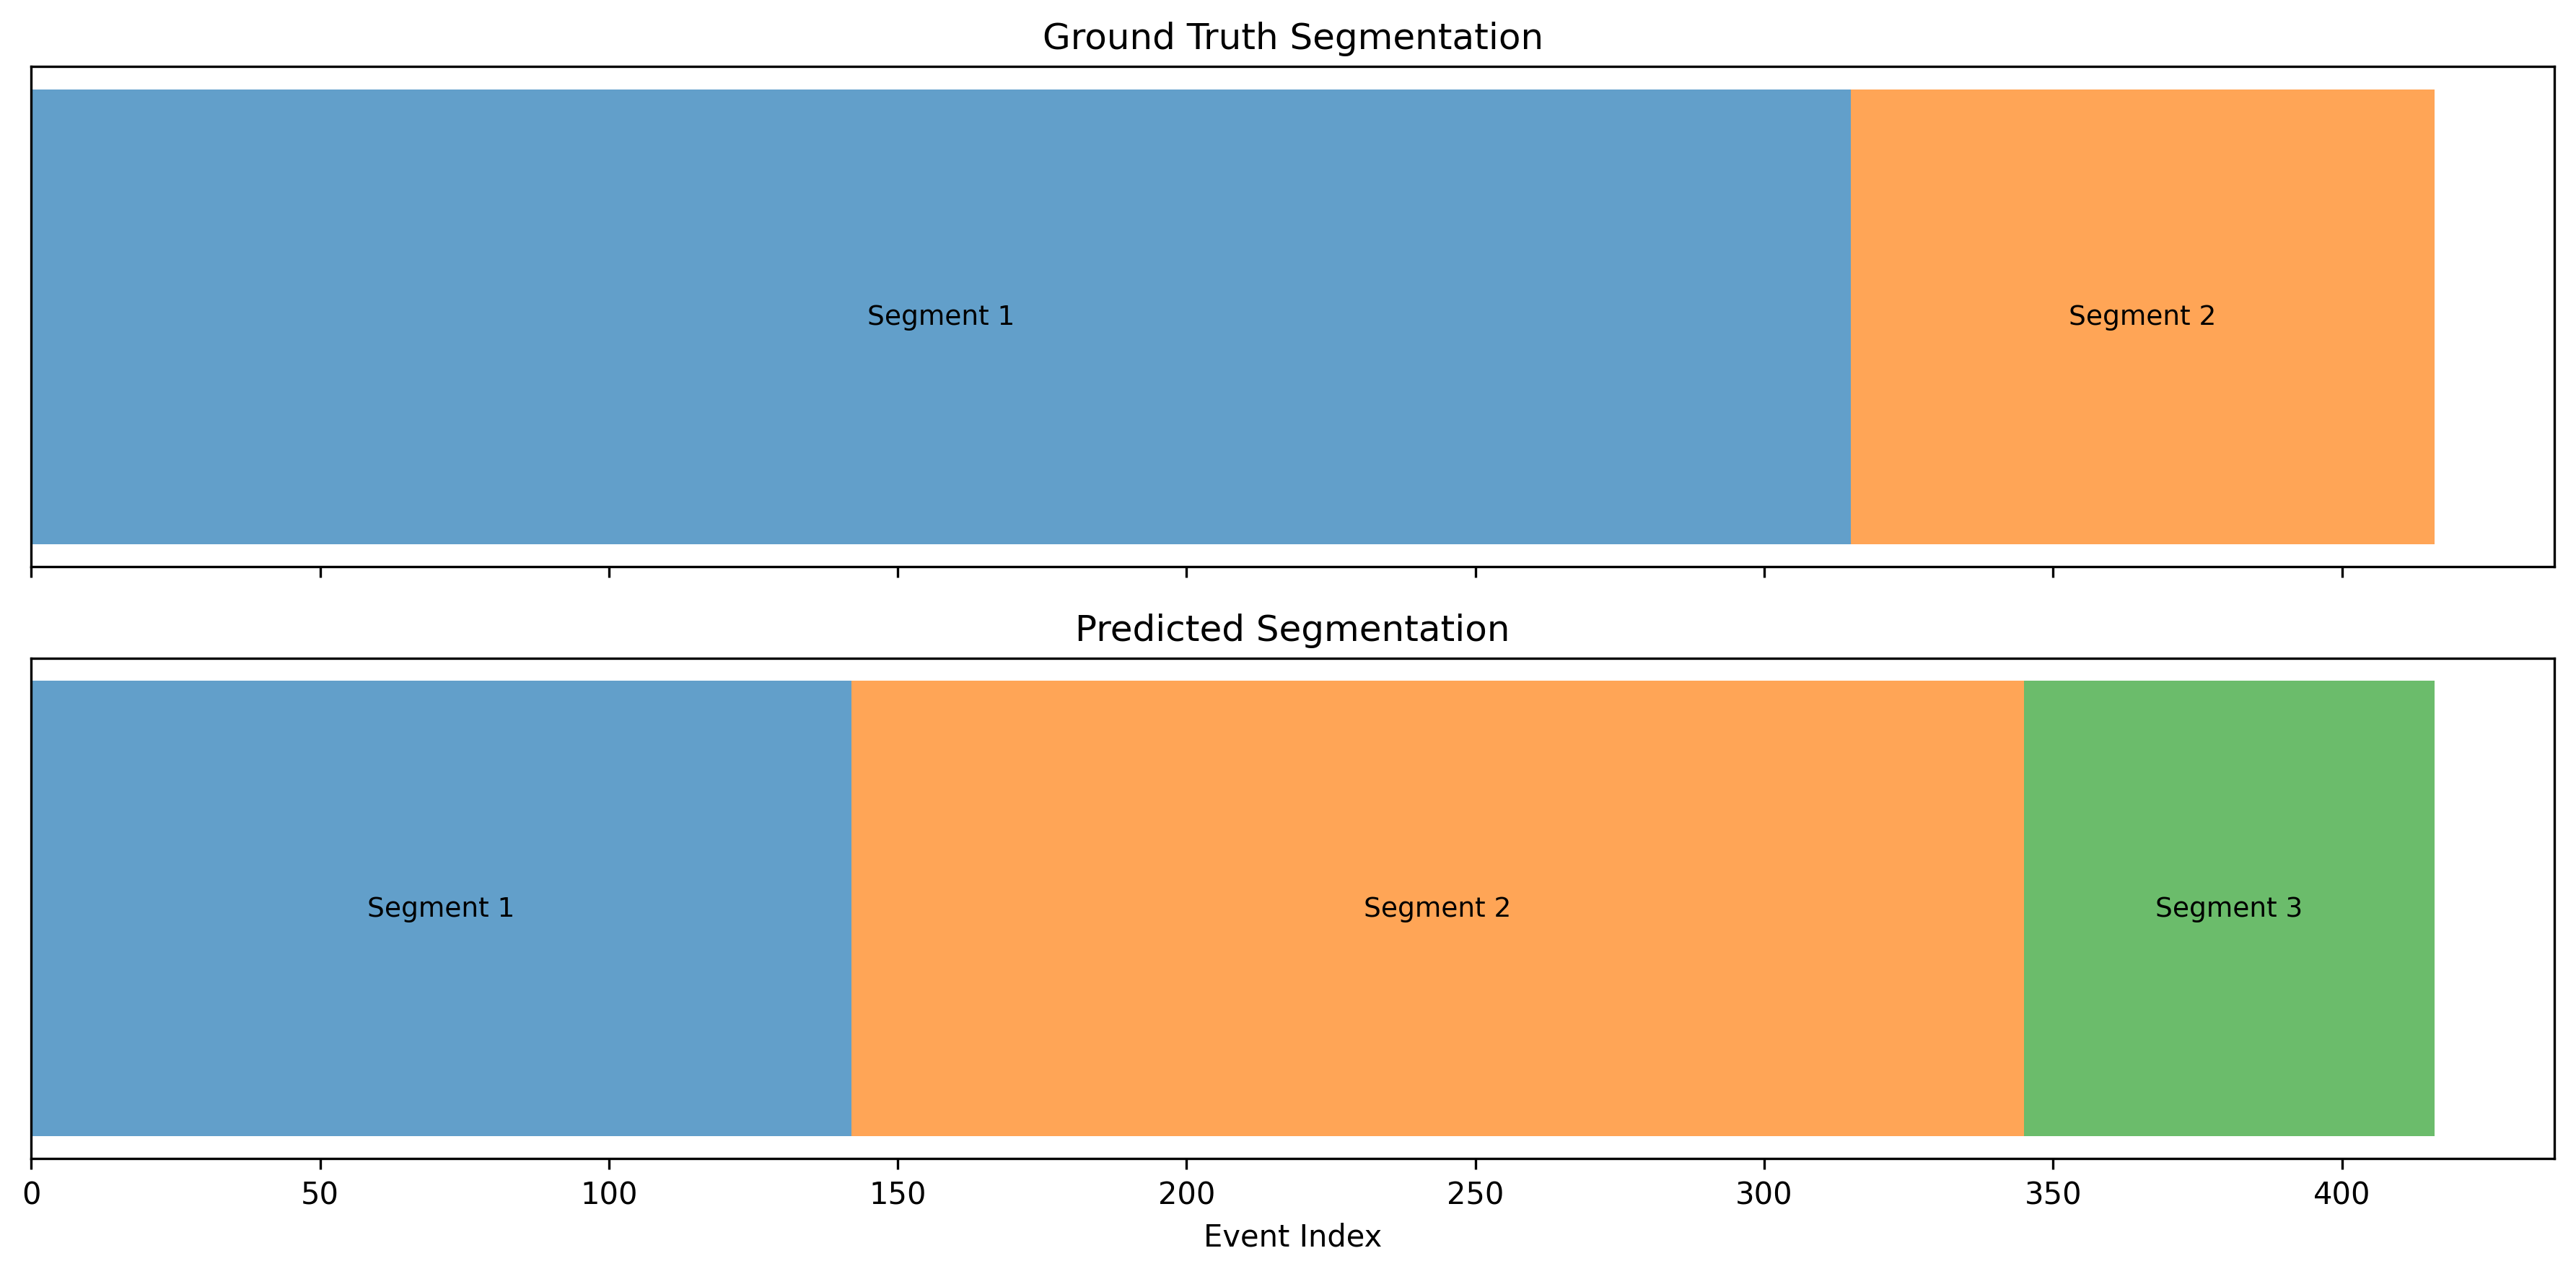 Ground Truth Segmentation
Segment 1 Segment 2
Predicted Segmentation
Segment 1 Segment 2 Segment 3
0 50 100 150 200 250 300 350 400
Event Index